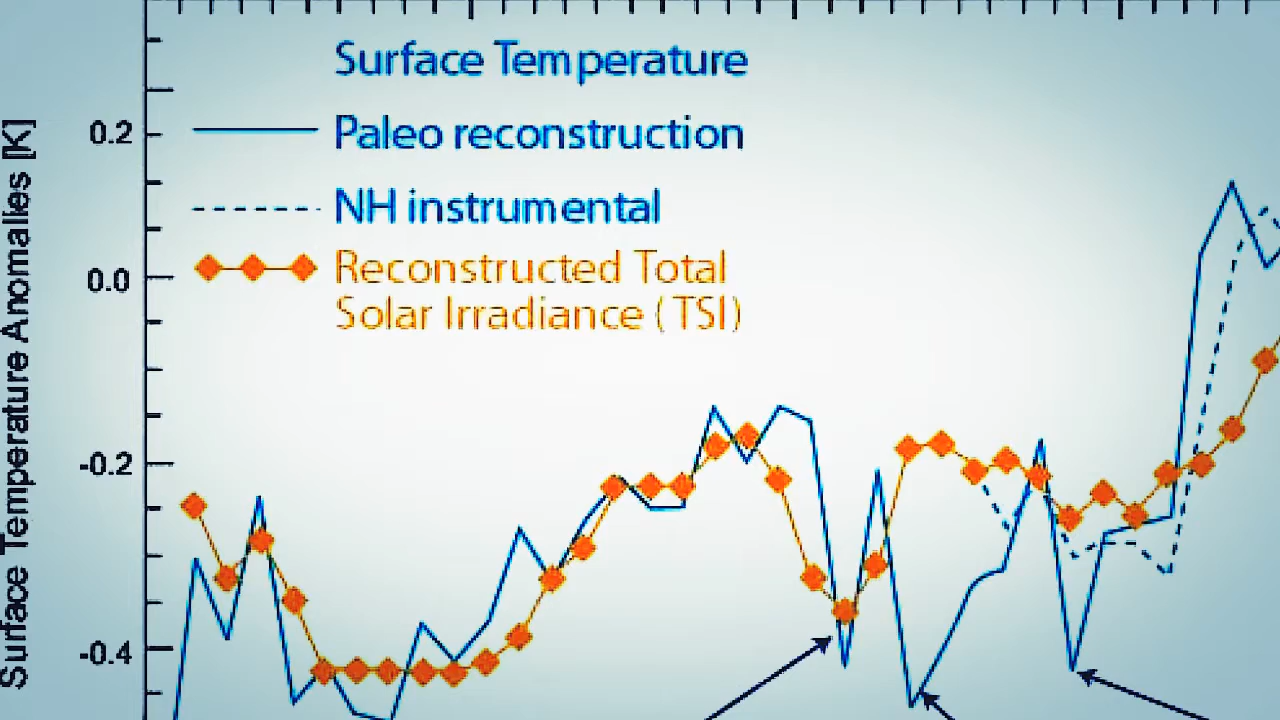 Surface Temperature
Paleo reconstruction
NH instrumental
Reconstructed Total
Solar Irradiance (TSI)
Surface Temperature Anomalies [K]
0.2
0.0
-0.2
-0.4